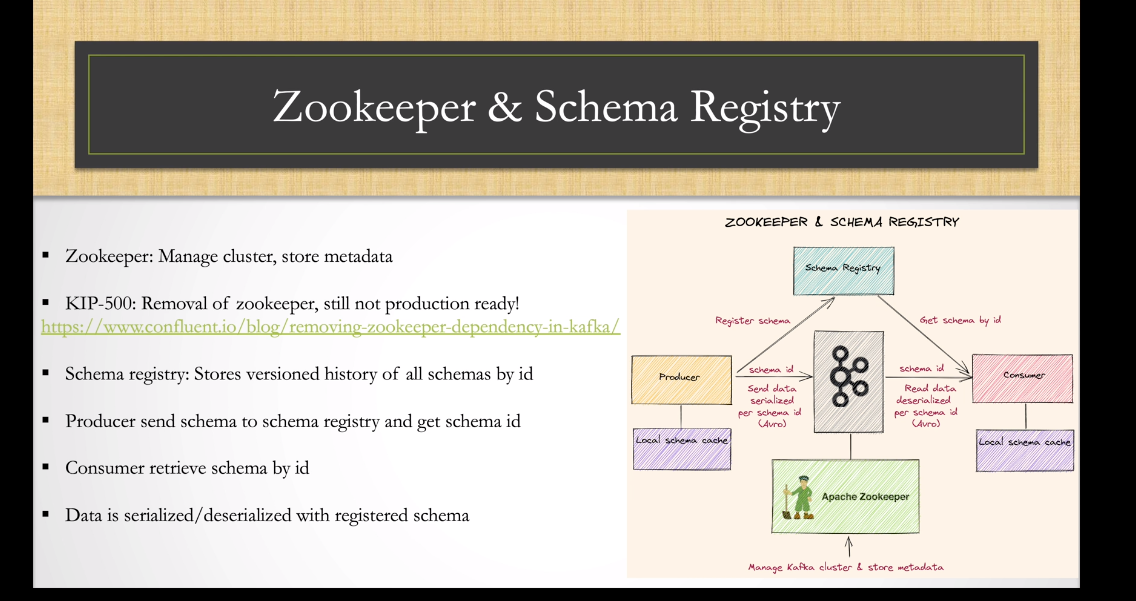 Zookeeper & Schema Registry
▪ Zookeeper: Manage cluster, store metadata
▪ KIP-500: Removal of zookeeper, still not production ready!
https://www.confluent.io/blog/removing-zookeeper-dependency-in-kafka/
▪ Schema registry: Stores versioned history of all schemas by id
▪ Producer send schema to schema registry and get schema id
▪ Consumer retrieve schema by id
▪ Data is serialized/deserialized with registered schema
ZOOKEEPER & SCHEMA REGISTRY
Schema Registry
Register schema
Get schema by id
Producer
schema id
Send data
serialized
per schema id
(Avro)
schema id
Read data
deserialized
per schema id
(Avro)
Consumer
Local schema cache
Local schema cache
Apache Zookeeper
Manage Kafka cluster & store metadata